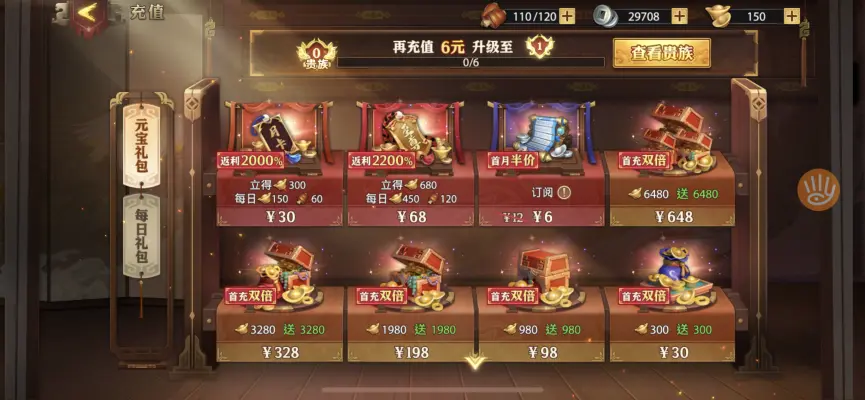 充值
110/120
29708
150
0
贵族
再充值 6元 升级至
1
0/6
查看贵族
元宝礼包
每日礼包
月卡
返利2000%
立得 300
每日 150 60
¥30
返利2200%
立得 680
每日 450 120
¥68
首月半价
订阅
¥12 ¥6
首充双倍
6480 送 6480
¥648
首充双倍
3280 送 3280
¥328
首充双倍
1980 送 1980
¥198
首充双倍
980 送 980
¥98
首充双倍
300 送 300
¥30